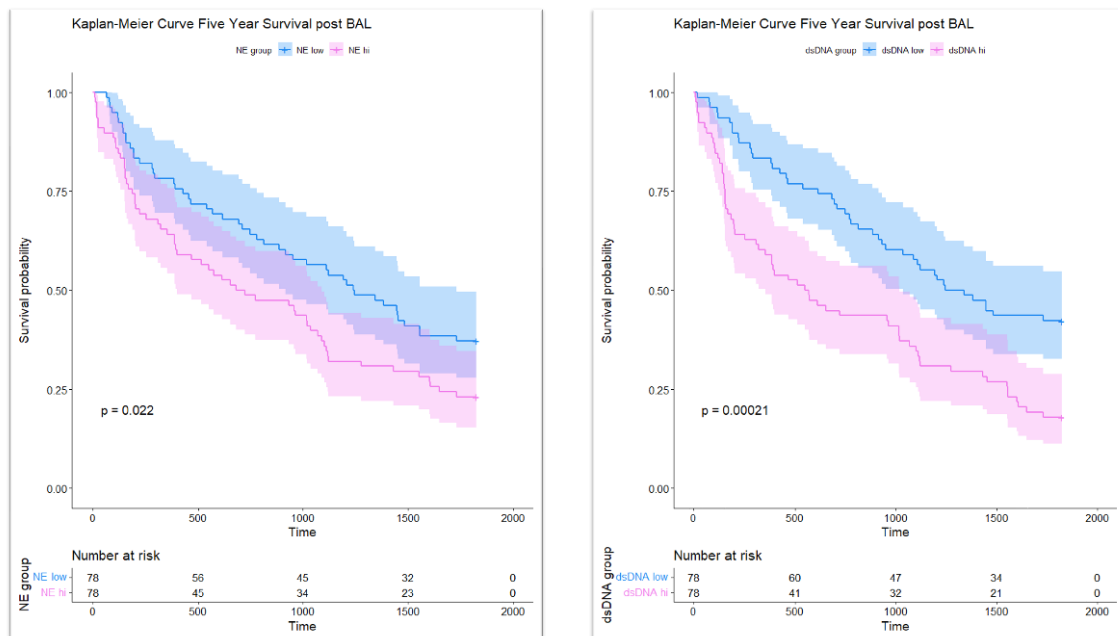 Kaplan-Meier Curve Five Year Survival post BAL
NE group NE low NE hi
1.00
0.75
0.50
0.25
0.00
Survival probability
p = 0.022
0 500 1000 1500 2000
Time
Number at risk
NE group
NE low 78 56 45 32 0
NE hi 78 45 34 23 0
0 500 1000 1500 2000
Time
Kaplan-Meier Curve Five Year Survival post BAL
dsDNA group dsDNA low dsDNA hi
1.00
0.75
0.50
0.25
0.00
Survival probability
p = 0.00021
0 500 1000 1500 2000
Time
Number at risk
dsDNA group
dsDNA low 78 60 47 34 0
dsDNA hi 78 41 32 21 0
0 500 1000 1500 2000
Time